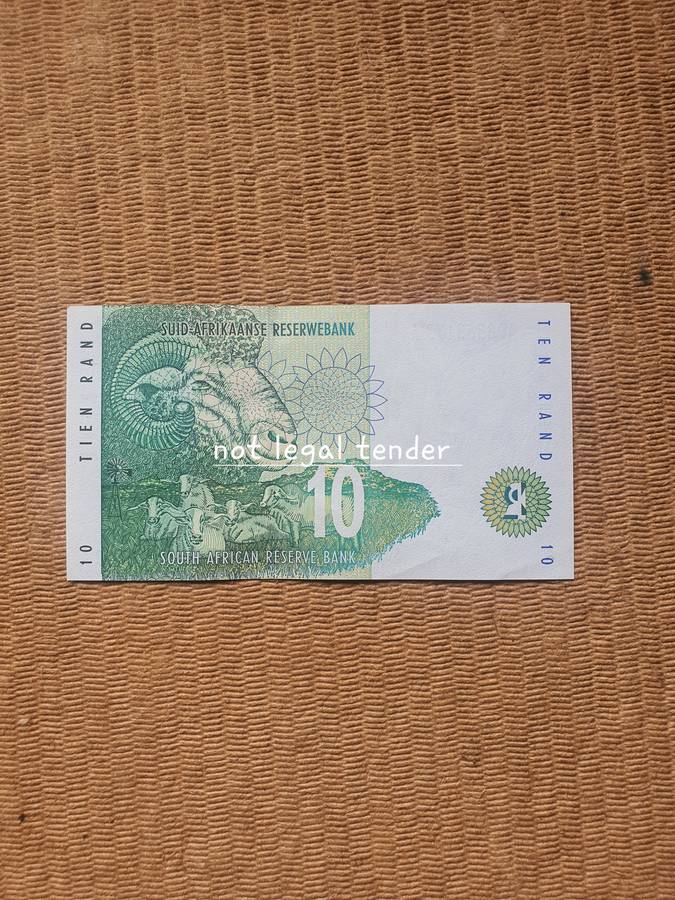 TIEN RAND
10
SUID-AFRIKAANSE RESERWEBANK
not legal tender
10
SOUTH AFRICAN RESERVE BANK
TEN RAND
10